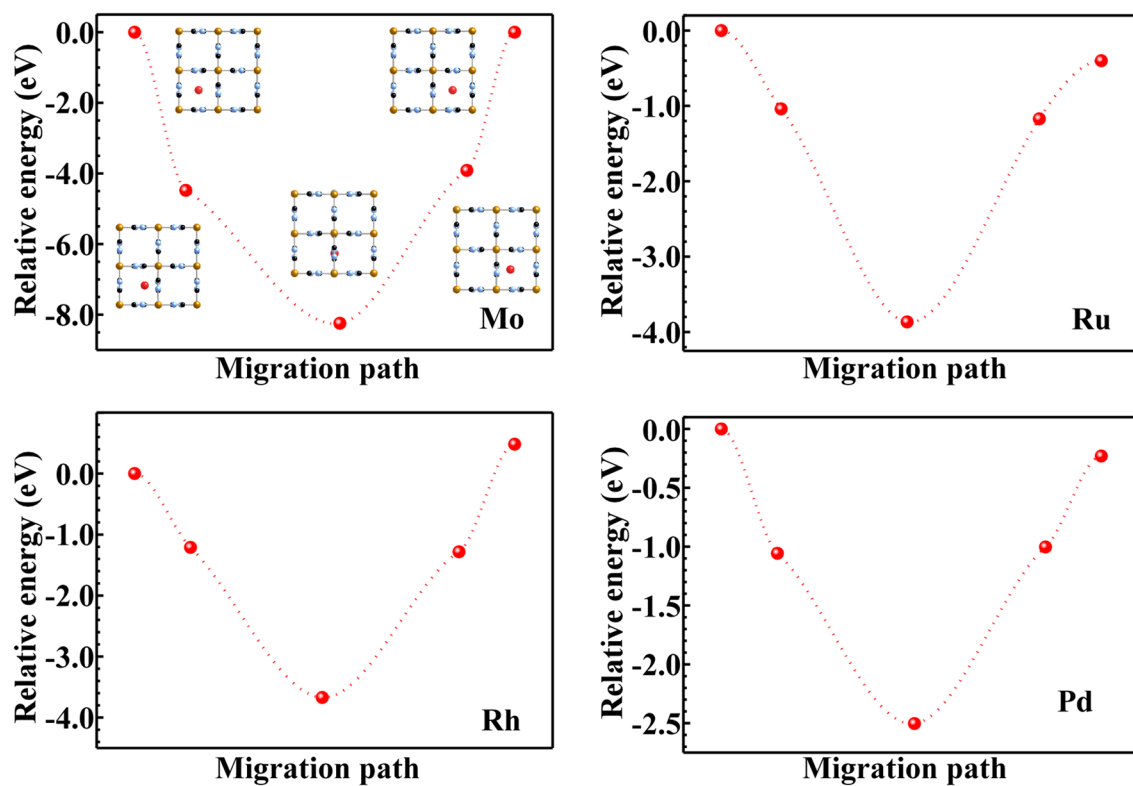 Relative energy (eV)
0.0
-2.0
-4.0
-6.0
-8.0
Mo
Migration path
Relative energy (eV)
0.0
-1.0
-2.0
-3.0
-4.0
Ru
Migration path
Relative energy (eV)
0.0
-1.0
-2.0
-3.0
-4.0
Rh
Migration path
Relative energy (eV)
0.0
-0.5
-1.0
-1.5
-2.0
-2.5
Pd
Migration path